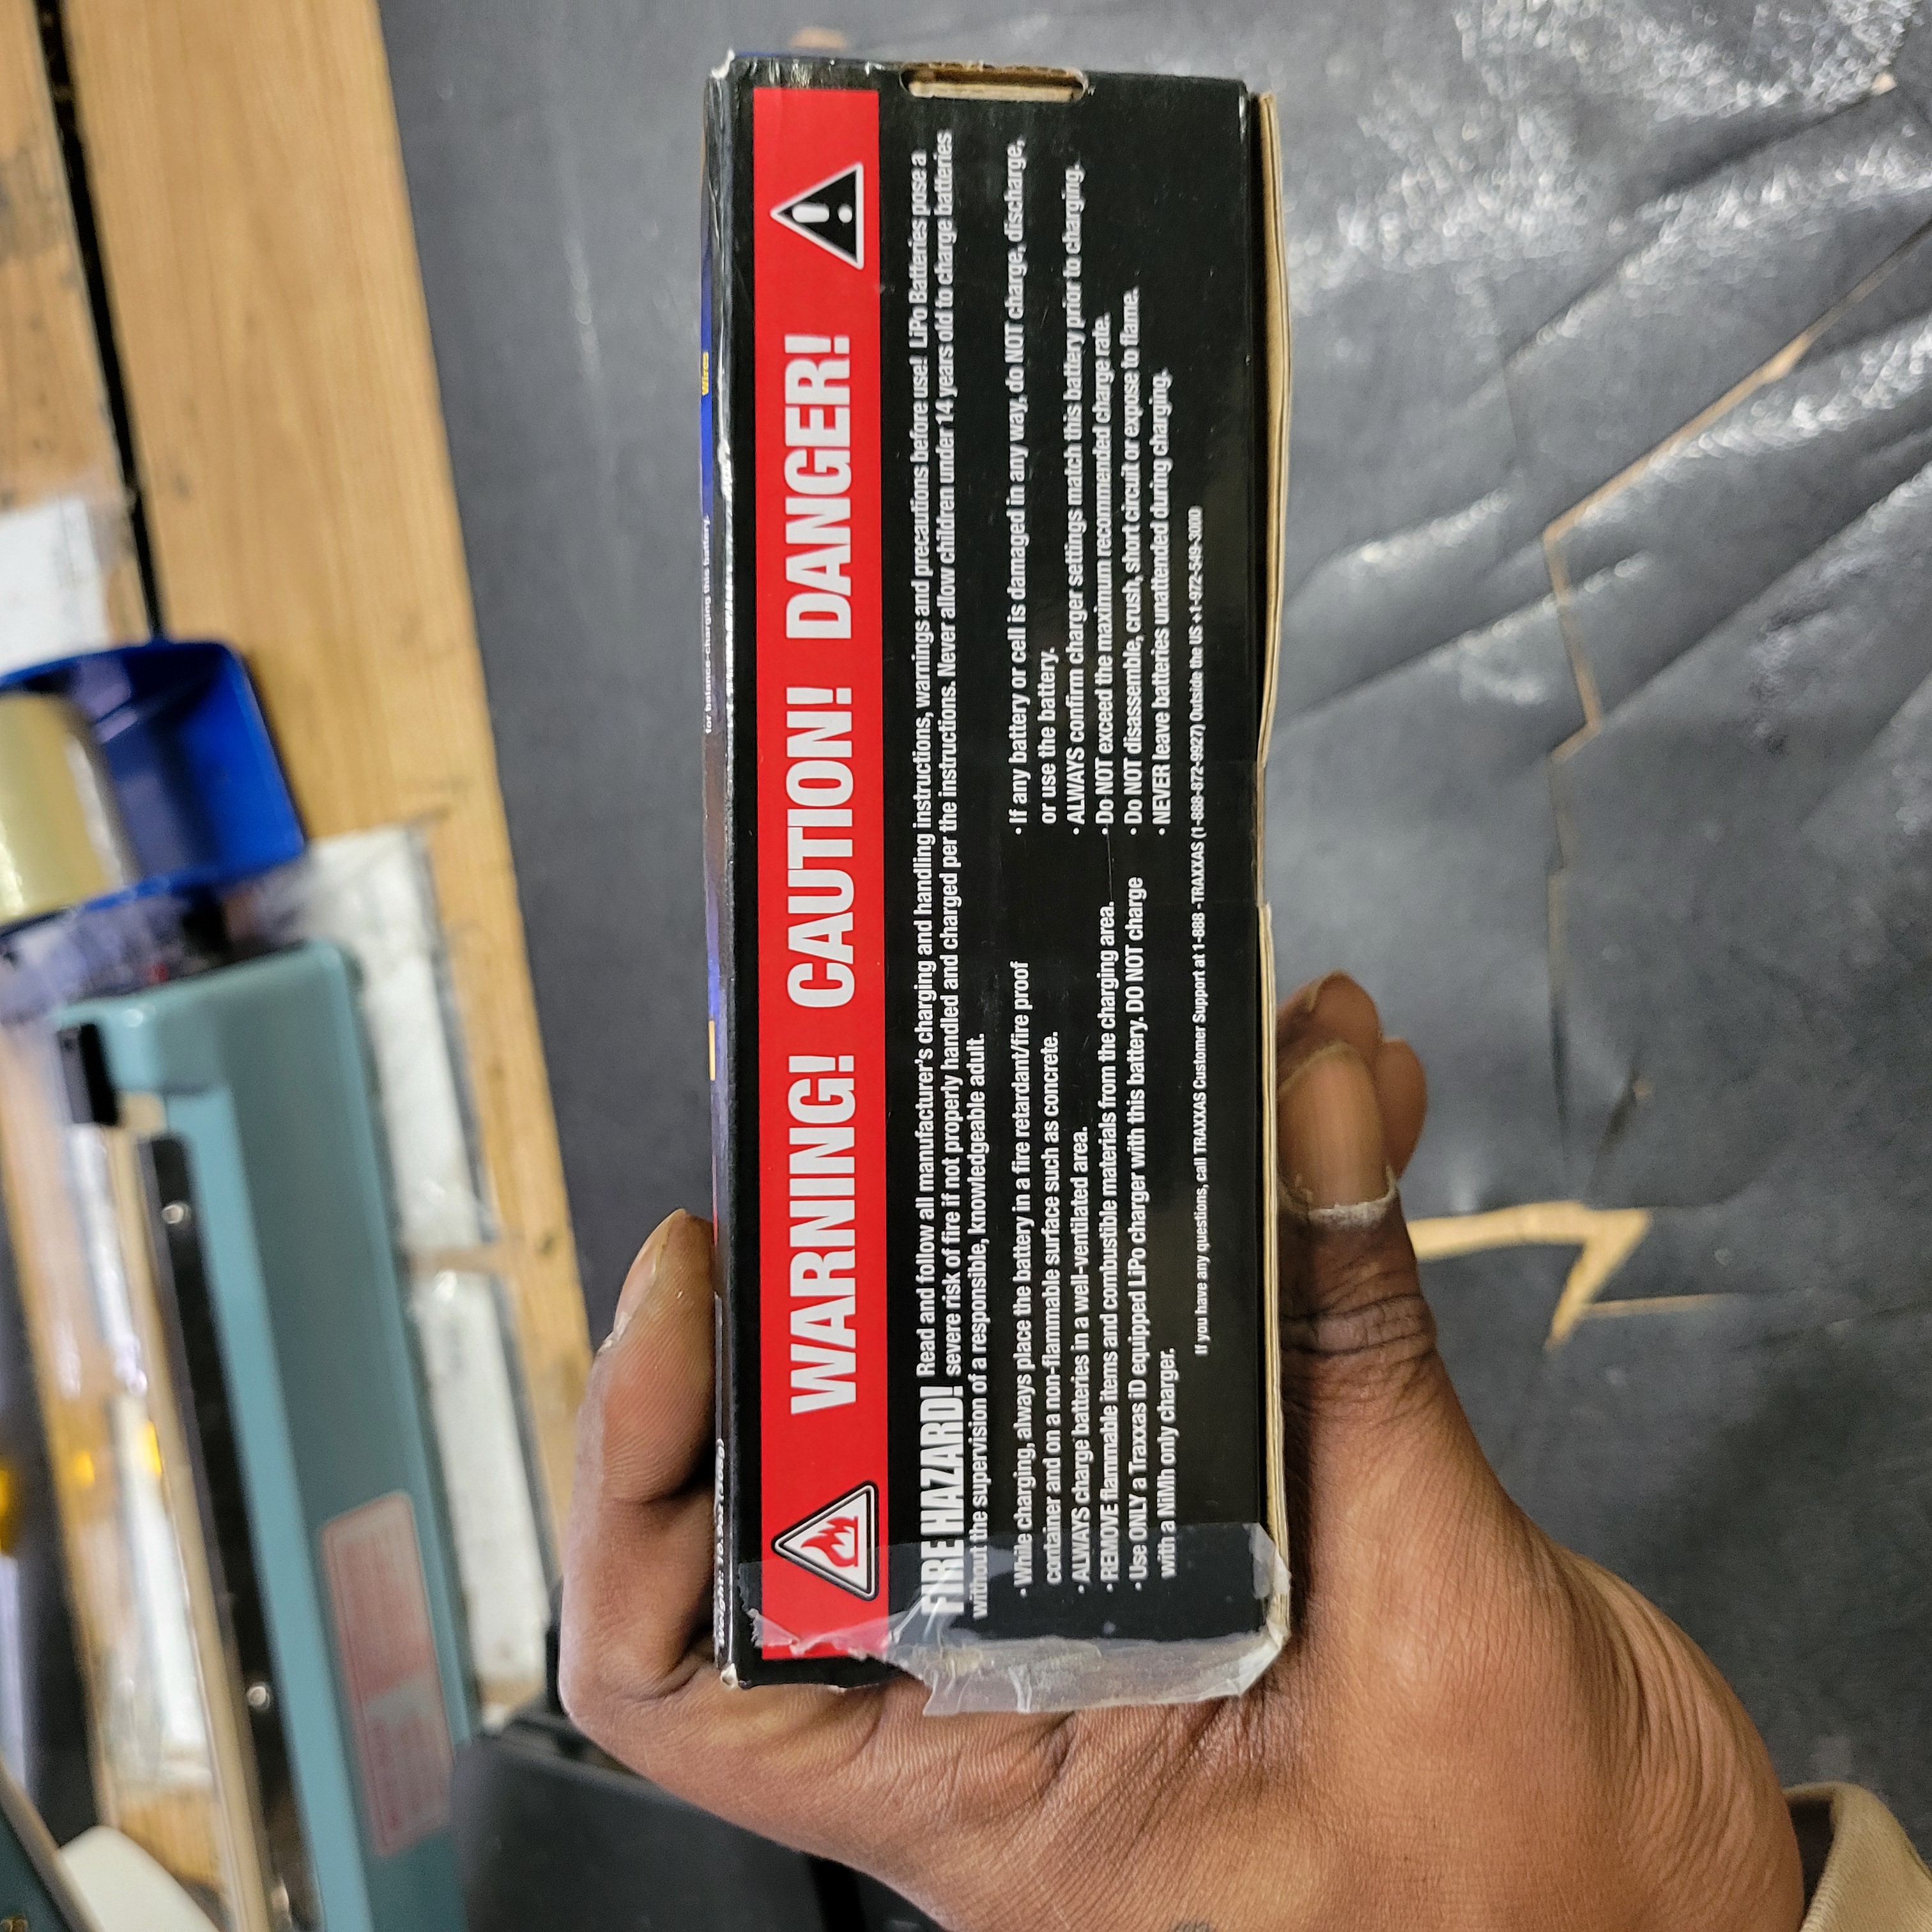 Wires
for balance-charging this battery.
WARNING! CAUTION! DANGER!
FIRE HAZARD! Read and follow all manufacturer's charging and handling instructions, warnings and precautions before use! LiPo Batteries pose a
severe risk of fire if not properly handled and charged per the instructions. Never allow children under 14 years old to charge batteries
without the supervision of a responsible, knowledgeable adult.
• While charging, always place the battery in a fire retardant/fire proof
container and on a non-flammable surface such as concrete.
• ALWAYS charge batteries in a well-ventilated area.
• REMOVE flammable items and combustible materials from the charging area.
• Use ONLY a Traxxas iD equipped LiPo charger with this battery. DO NOT charge
with a NiMh only charger.
• If any battery or cell is damaged in any way, do NOT charge, discharge,
or use the battery.
• ALWAYS confirm charger settings match this battery prior to charging.
• Do NOT exceed the maximum recommended charge rate.
• Do NOT disassemble, crush, short circuit or expose to flame.
• NEVER leave batteries unattended during charging.
If you have any questions, call TRAXXAS Customer Support at 1-888 -TRAXXAS (1-888-872-9927) Outside the US +1-972-549-3000